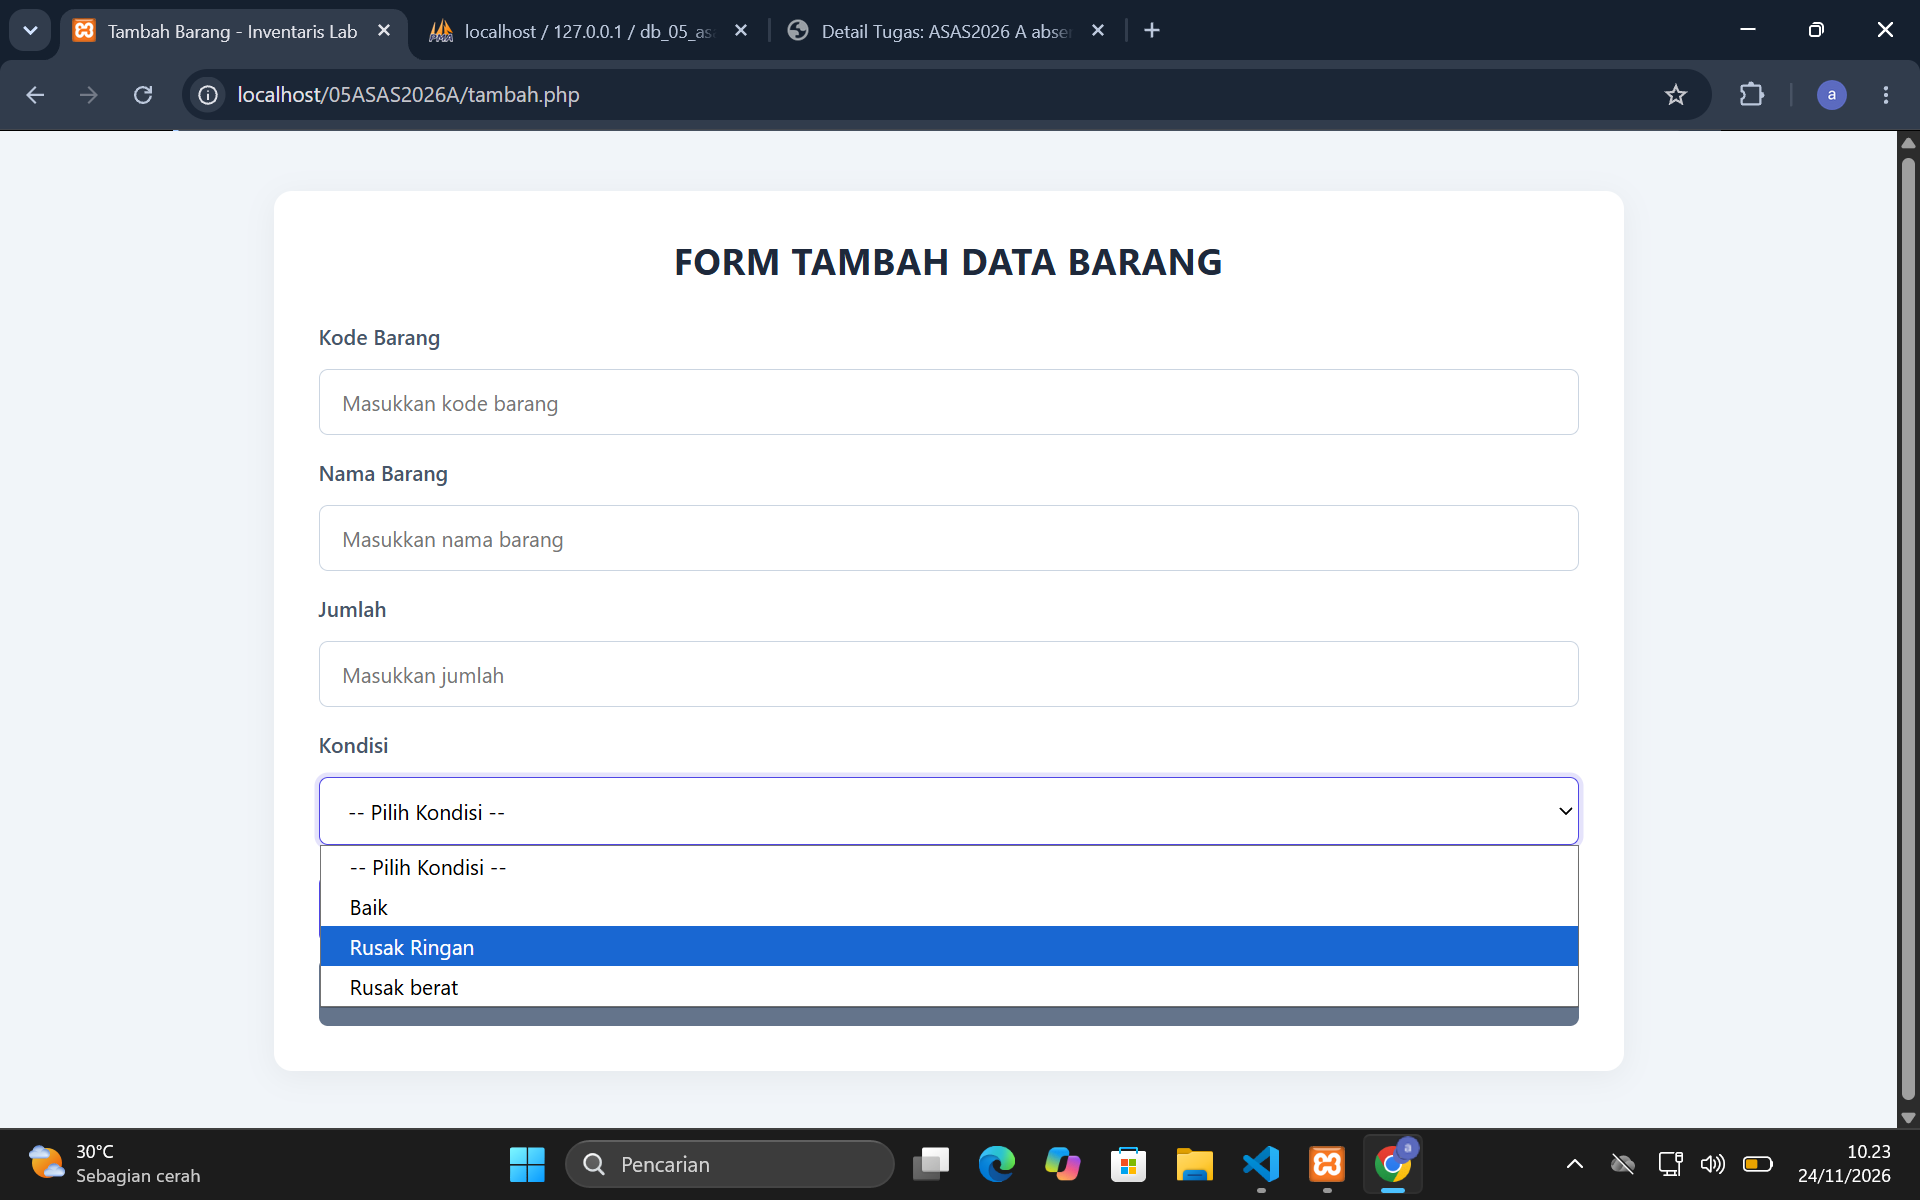 Tambah Barang - Inventaris Lab
localhost / 127.0.0.1 / db_05_as
Detail Tugas: ASAS2026 A abse
localhost/05ASAS2026A/tambah.php
a
FORM TAMBAH DATA BARANG
Kode Barang
Masukkan kode barang
Nama Barang
Masukkan nama barang
Jumlah
Masukkan jumlah
Kondisi
-- Pilih Kondisi --
-- Pilih Kondisi --
Baik
Rusak Ringan
Rusak berat
30°C
Sebagian cerah
Pencarian
a
10.23
24/11/2026